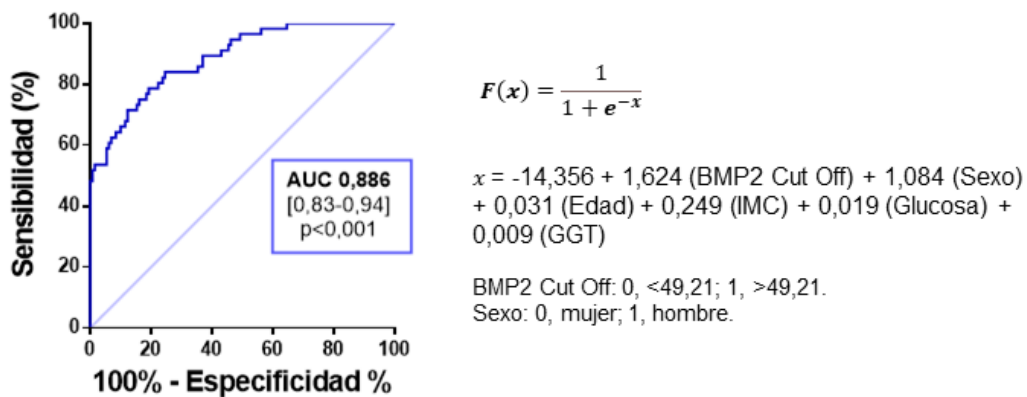 100
80
60
40
20
0
Sensibilidad (%)
AUC 0,886
[0,83-0,94]
p<0,001
0 20 40 60 80 100
100% - Especificidad %
F(x) = 1 / (1 + e^{-x})
x = -14,356 + 1,624 (BMP2 Cut Off) + 1,084 (Sexo)
+ 0,031 (Edad) + 0,249 (IMC) + 0,019 (Glucosa) +
0,009 (GGT)
BMP2 Cut Off: 0, <49,21; 1, >49,21.
Sexo: 0, mujer; 1, hombre.